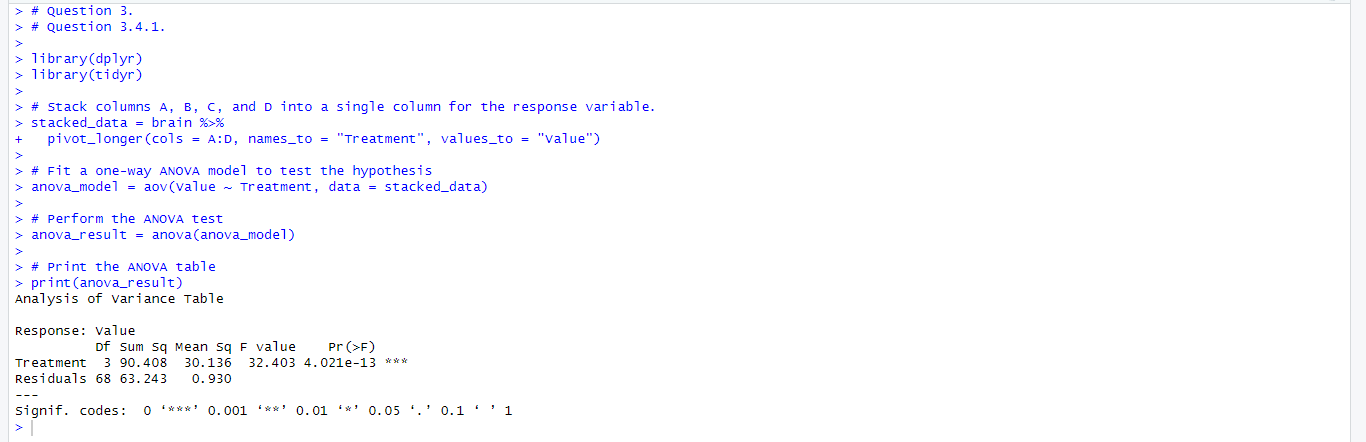 > # Question 3.
> # Question 3.4.1.
>
> library(dplyr)
> library(tidyr)
>
> # Stack columns A, B, C, and D into a single column for the response variable.
> stacked_data = brain %>%
+   pivot_longer(cols = A:D, names_to = "Treatment", values_to = "Value")
>
> # Fit a one-way ANOVA model to test the hypothesis
> anova_model = aov(Value ~ Treatment, data = stacked_data)
>
> # Perform the ANOVA test
> anova_result = anova(anova_model)
>
> # Print the ANOVA table
> print(anova_result)
Analysis of Variance Table

Response: Value
          Df Sum Sq Mean Sq F value    Pr(>F)
Treatment  3 90.408  30.136  32.403 4.021e-13 ***
Residuals 68 63.243   0.930
---
Signif. codes:  0 ‘***’ 0.001 ‘**’ 0.01 ‘*’ 0.05 ‘.’ 0.1 ‘ ’ 1
>